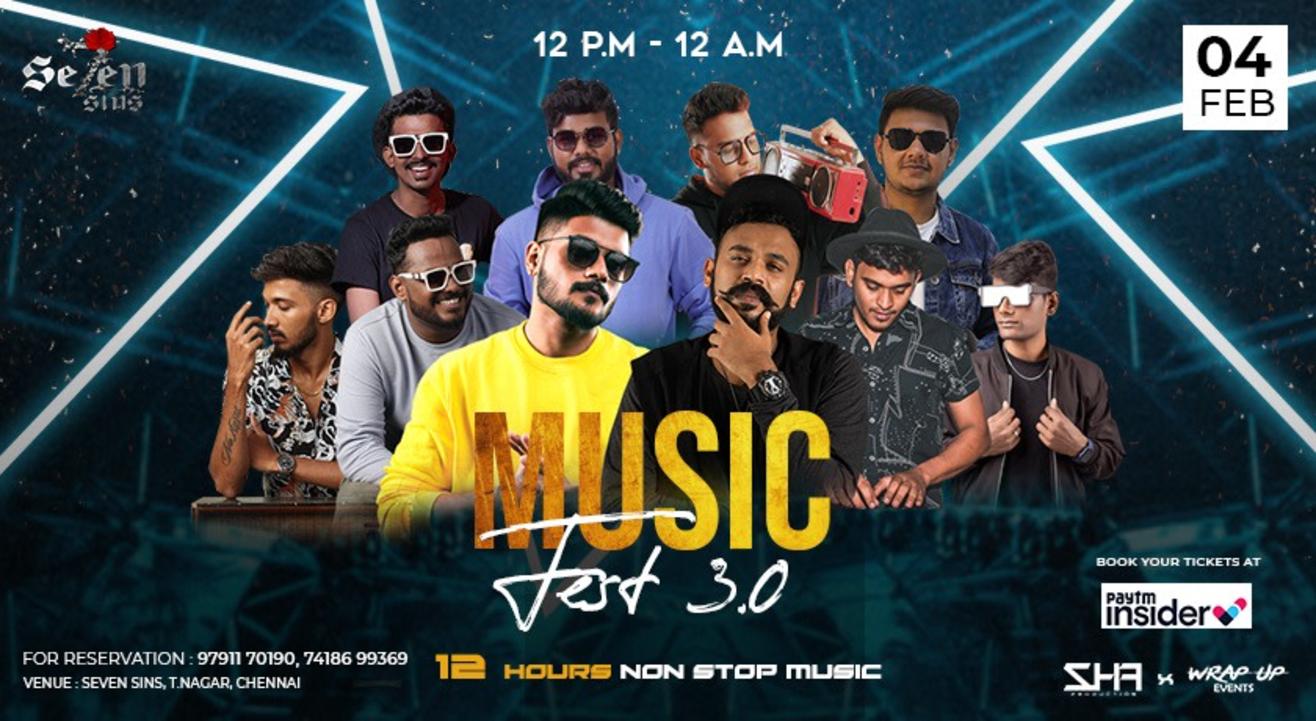 Seven
SINS
12 P.M - 12 A.M
04
FEB
MUSIC
Fest 3.0
BOOK YOUR TICKETS AT
paytm
insider
FOR RESERVATION : 97911 70190, 74186 99369
VENUE : SEVEN SINS, T.NAGAR, CHENNAI
12 HOURS NON STOP MUSIC
SHA
PRODUCTION
x
WRAP UP
EVENTS